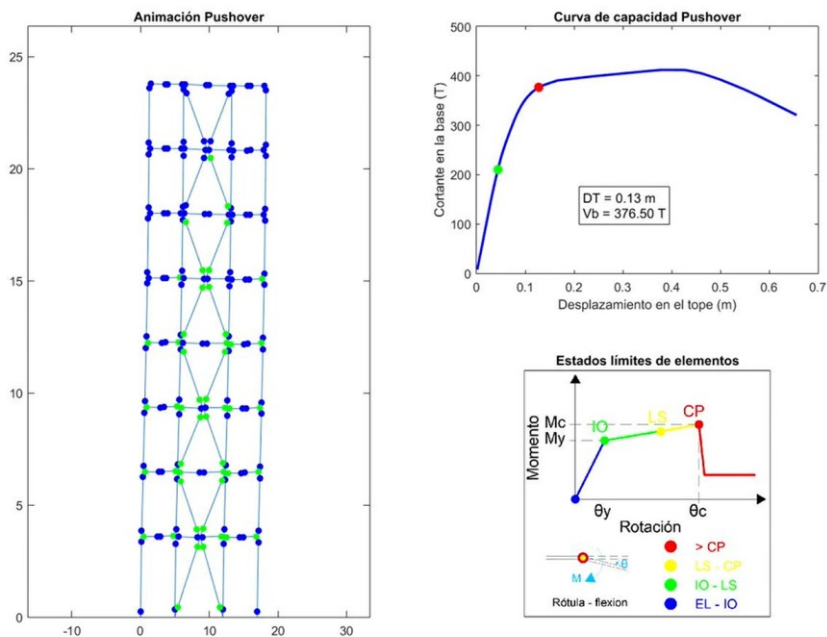 Animación Pushover
25
20
15
10
5
0
-10
0
10
20
30
Curva de capacidad Pushover
Cortante en la base (T)
500
400
300
200
100
0
DT = 0.13 m
Vb = 376.50 T
0
0.1
0.2
0.3
0.4
0.5
0.6
0.7
Desplazamiento en el tope (m)
Estados límites de elementos
Momento
Mc
My
IO
LS
CP
θy
θc
Rotación
θ
M
Rótula - flexion
> CP
LS - CP
IO - LS
EL - IO